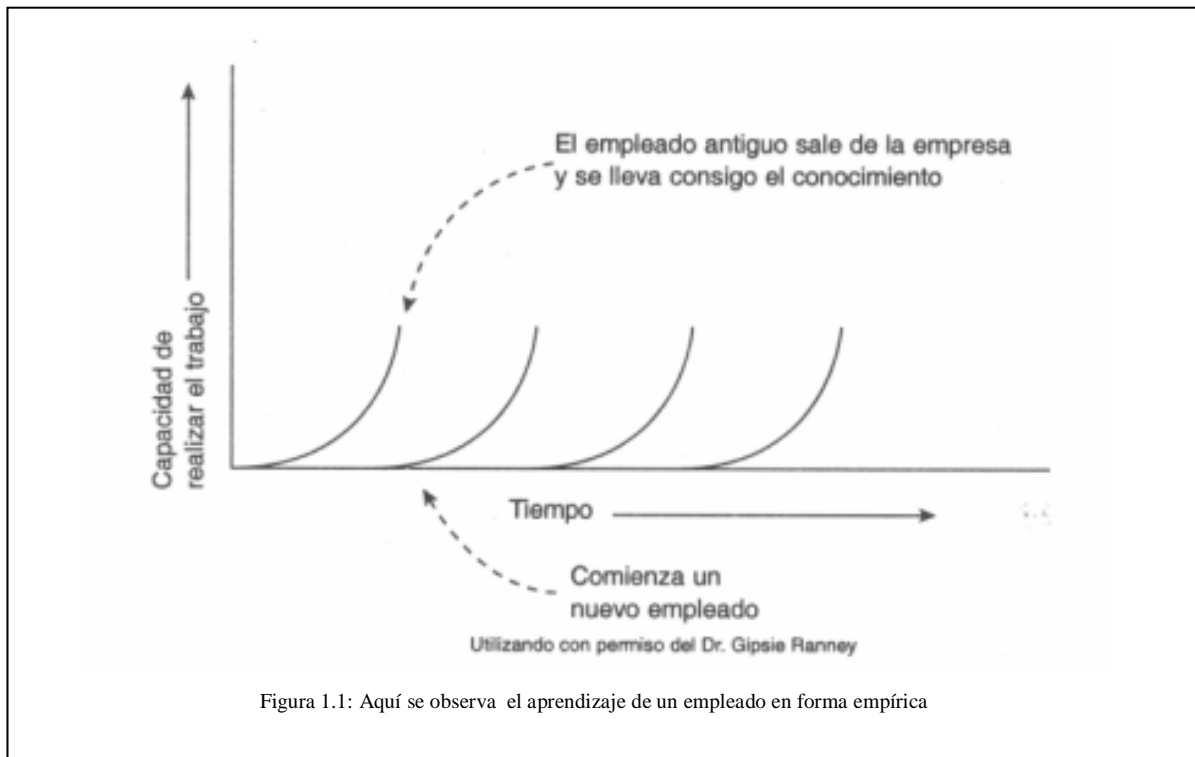 El empleado antiguo sale de la empresa
y se lleva consigo el conocimiento
Capacidad de
realizar el trabajo
Tiempo
Comienza un
nuevo empleado
Utilizando con permiso del Dr. Gipsie Ranney
Figura 1.1: Aquí se observa el aprendizaje de un empleado en forma empírica